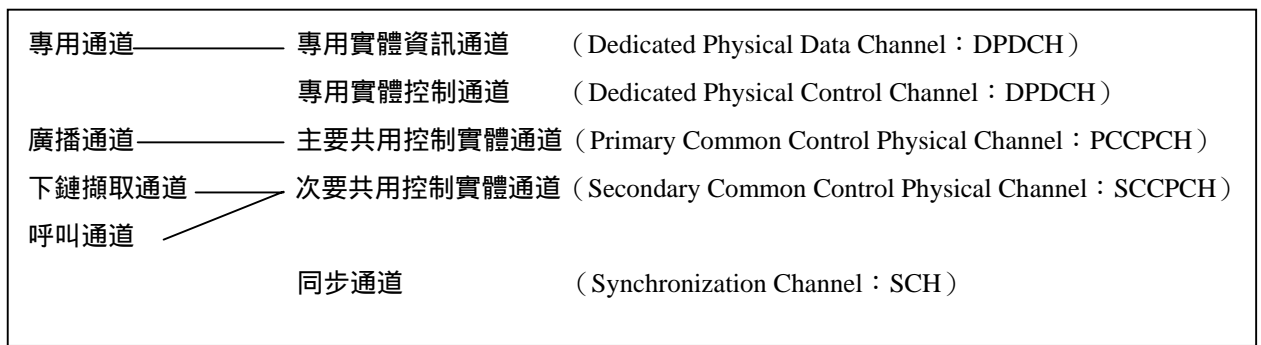 專用通道 專用實體資訊通道 （Dedicated Physical Data Channel：DPDCH）
專用實體控制通道 （Dedicated Physical Control Channel：DPDCH）
廣播通道 主要共用控制實體通道（Primary Common Control Physical Channel：PCCPCH）
下鏈擷取通道 次要共用控制實體通道（Secondary Common Control Physical Channel：SCCPCH）
呼叫通道
同步通道 （Synchronization Channel：SCH）